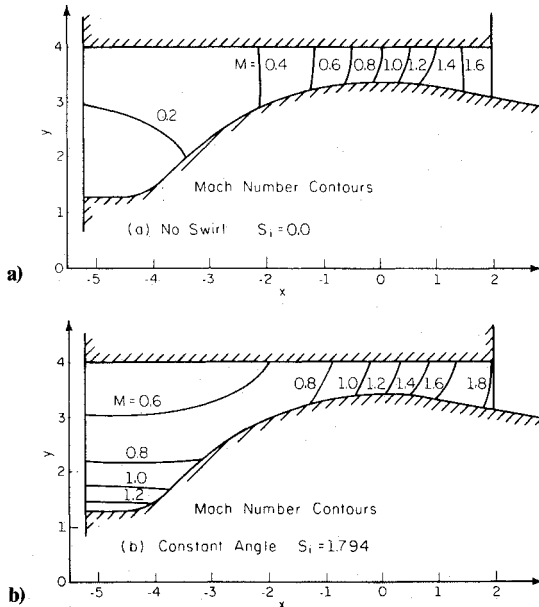 y
4
3
2
1
0
M = 0.4 0.6 0.8 1.0 1.2 1.4 1.6
0.2
Mach Number Contours
(a) No Swirl Si = 0.0
a)
-5 -4 -3 -2 -1 0 1 2
x
y
4
3
2
1
0
M = 0.6
0.8 1.0 1.2 1.4 1.6 1.8
0.8
1.0
1.2
Mach Number Contours
(b) Constant Angle Si = 1.794
b)
-5 -4 -3 -2 -1 0 1 2
x